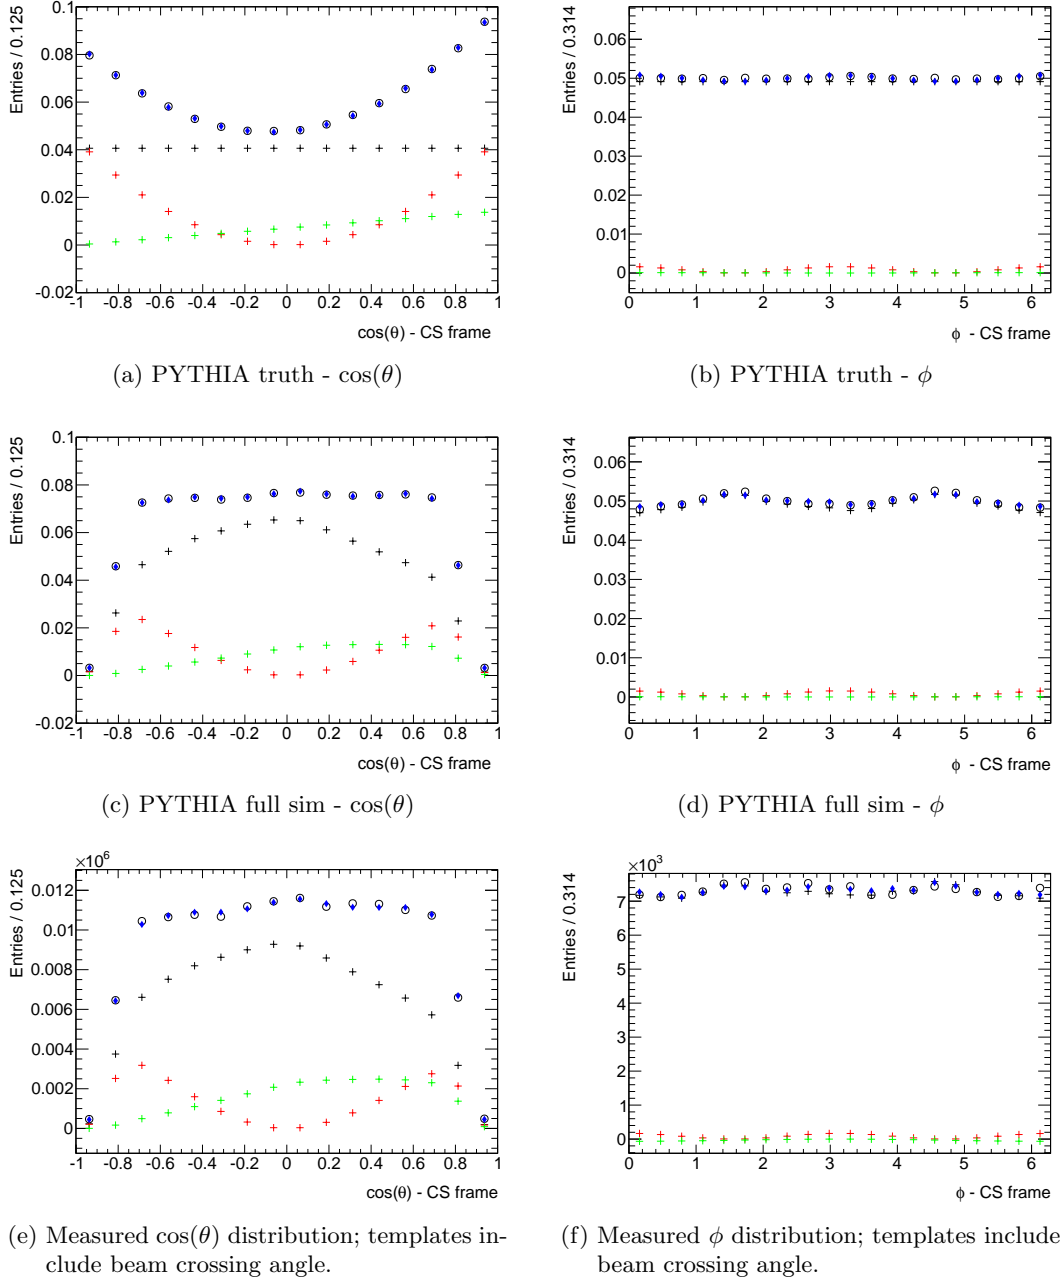 0.1
0.08
0.06
0.04
0.02
0
-0.02
Entries / 0.125
-1 -0.8 -0.6 -0.4 -0.2 0 0.2 0.4 0.6 0.8 1
cos(θ) - CS frame
0.06
0.05
0.04
0.03
0.02
0.01
0
Entries / 0.314
0 1 2 3 4 5 6
ϕ - CS frame
(a) PYTHIA truth - cos(θ)
(b) PYTHIA truth - ϕ
0.1
0.08
0.06
0.04
0.02
0
-0.02
Entries / 0.125
-1 -0.8 -0.6 -0.4 -0.2 0 0.2 0.4 0.6 0.8 1
cos(θ) - CS frame
0.06
0.05
0.04
0.03
0.02
0.01
0
Entries / 0.314
0 1 2 3 4 5 6
ϕ - CS frame
(c) PYTHIA full sim - cos(θ)
(d) PYTHIA full sim - ϕ
×10⁶
0.012
0.01
0.008
0.006
0.004
0.002
0
Entries / 0.125
-1 -0.8 -0.6 -0.4 -0.2 0 0.2 0.4 0.6 0.8 1
cos(θ) - CS frame
×10³
7
6
5
4
3
2
1
0
Entries / 0.314
0 1 2 3 4 5 6
ϕ - CS frame
(e) Measured cos(θ) distribution; templates in-
clude beam crossing angle.
(f) Measured ϕ distribution; templates include
beam crossing angle.